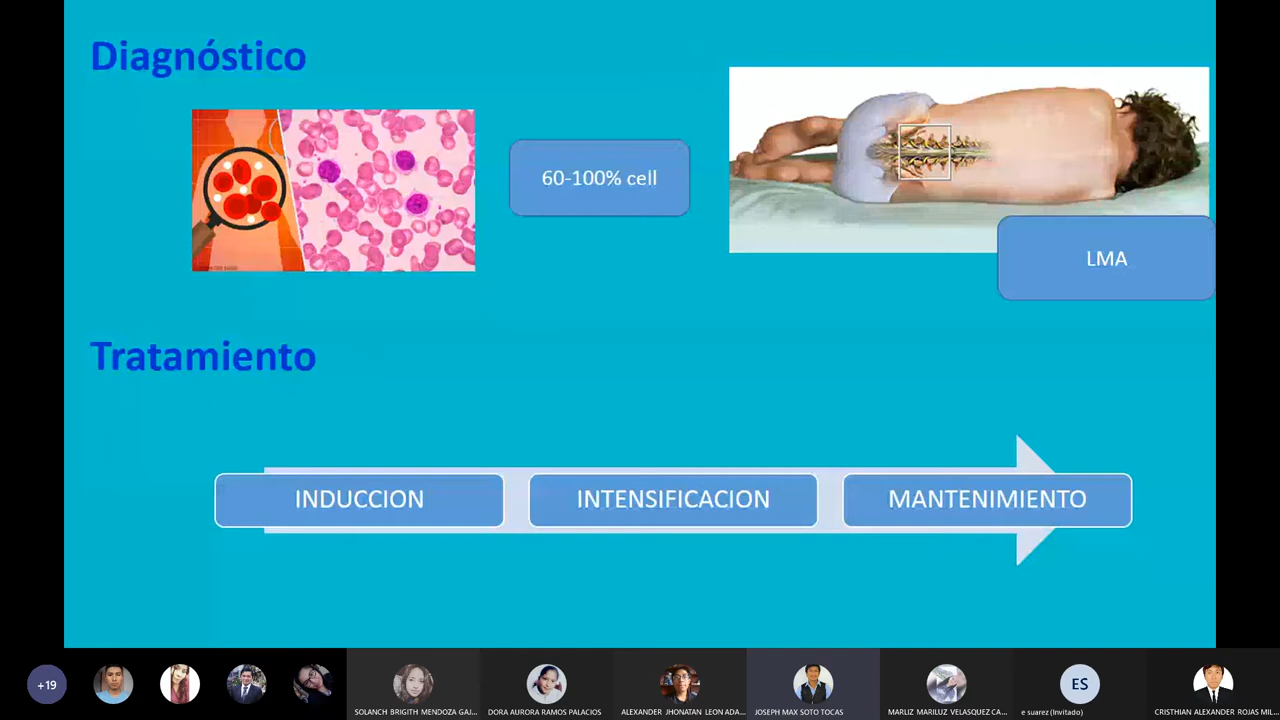 Diagnóstico
60-100% cell
LMA
Tratamiento
INDUCCION
INTENSIFICACION
MANTENIMIENTO
+19
SOLANCH BRIGITH MENDOZA GAJ...
DORA AURORA RAMOS PALACIOS
ALEXANDER JHONATAN LEON ADA...
JOSEPH MAX SOTO TOCAS
MARLIZ MARILUZ VELASQUEZ CA...
ES
e suarez (Invitado)
CRISTHIAN ALEXANDER ROJAS MIL...